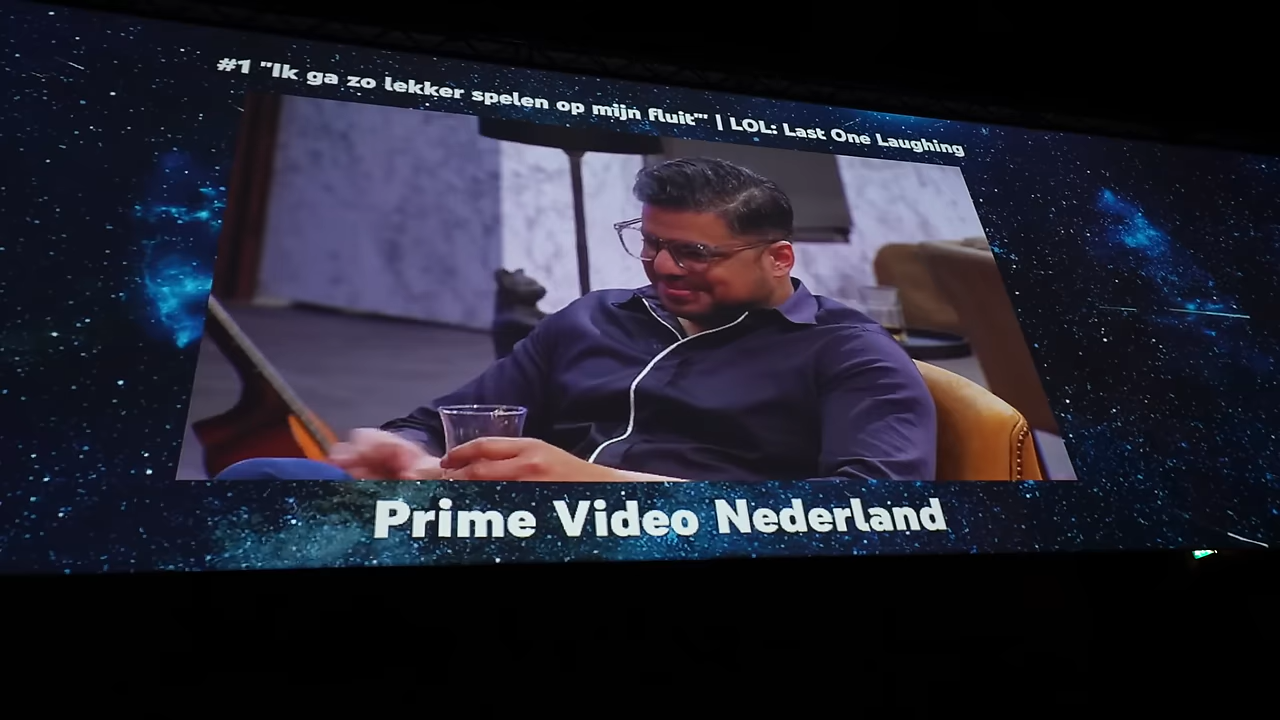 #1 "Ik ga zo lekker spelen op mijn fluit"' | LOL: Last One Laughing
Prime Video Nederland